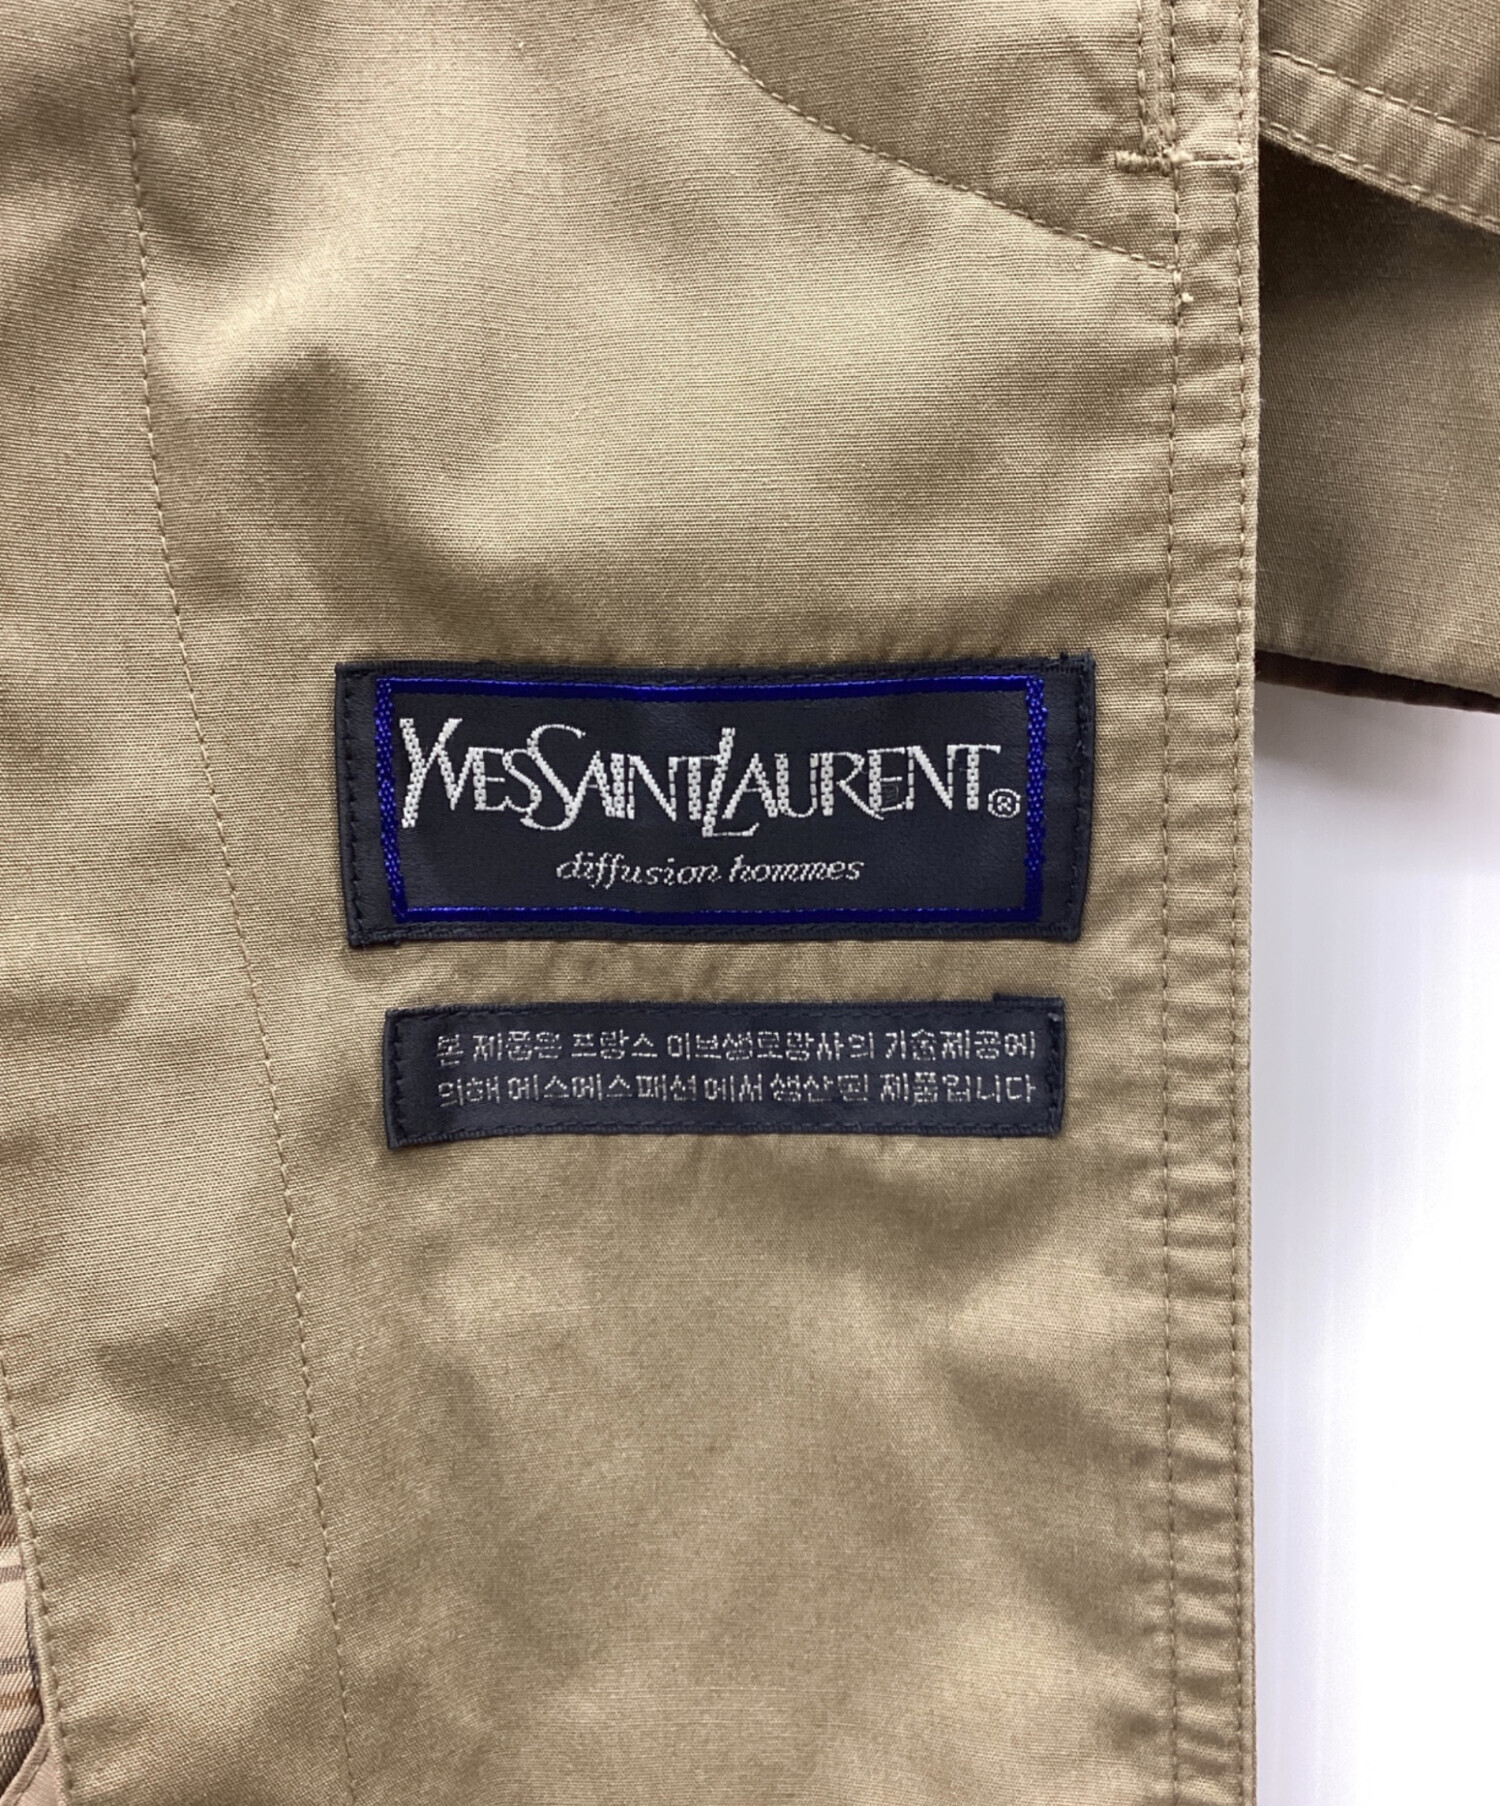 YVESSAINTLAURENT®
diffusion hommes
본 제품은 프랑스 이브생로랑사의 기술제공에
의해 에스에스패션에서 생산된 제품입니다